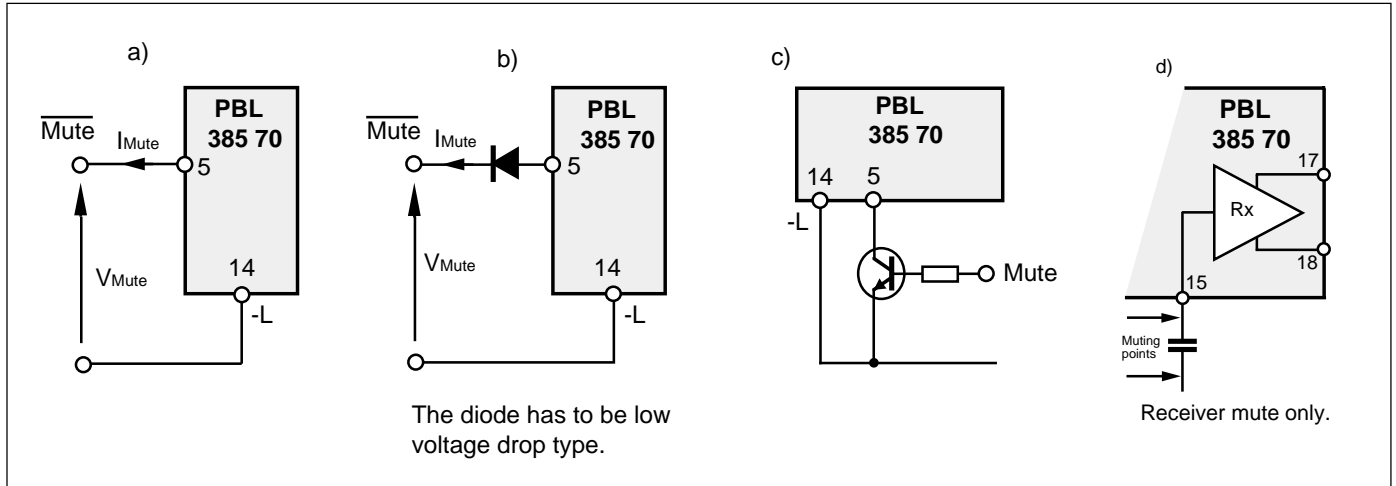 a)
Mute
IMute
PBL
385 70
5
VMute
14
-L
b)
Mute
IMute
PBL
385 70
5
VMute
14
-L
The diode has to be low
voltage drop type.
c)
PBL
385 70
14 5
-L
Mute
d)
PBL
385 70
17
Rx
18
15
Muting
points
Receiver mute only.